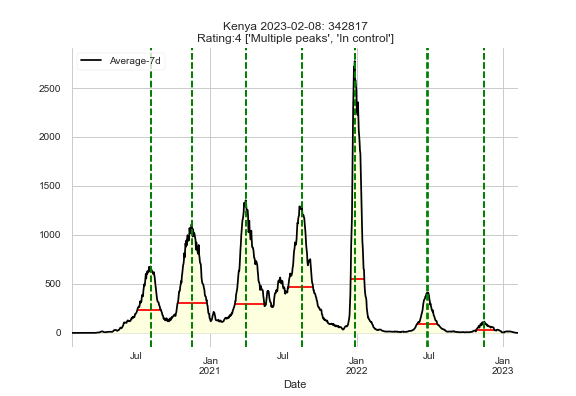 Kenya 2023-02-08: 342817
Rating:4 ['Multiple peaks', 'In control']
Average-7d
2500
2000
1500
1000
500
0
Jul
Jan
2021
Jul
Jan
2022
Jul
Jan
2023
Date